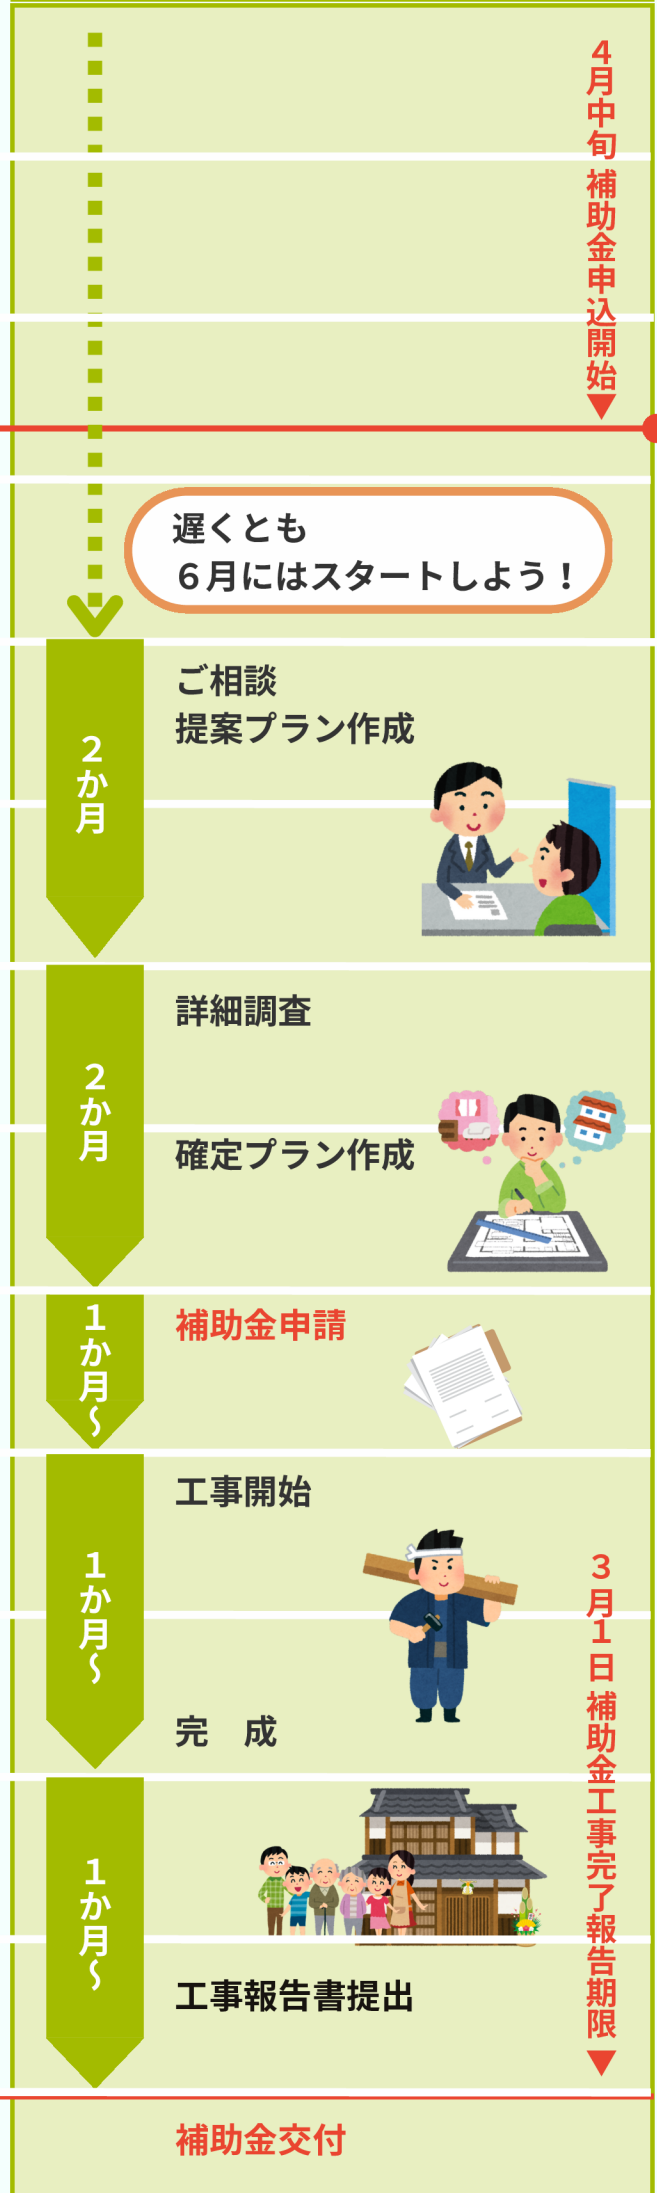 4月中旬 補助金申込開始▼
遅くとも
６月にはスタートしよう！
２か月
ご相談
提案プラン作成
２か月
詳細調査
確定プラン作成
１か月〜
補助金申請
１か月〜
工事開始
完　成
3月1日 補助金工事完了報告期限▼
１か月〜
工事報告書提出
補助金交付